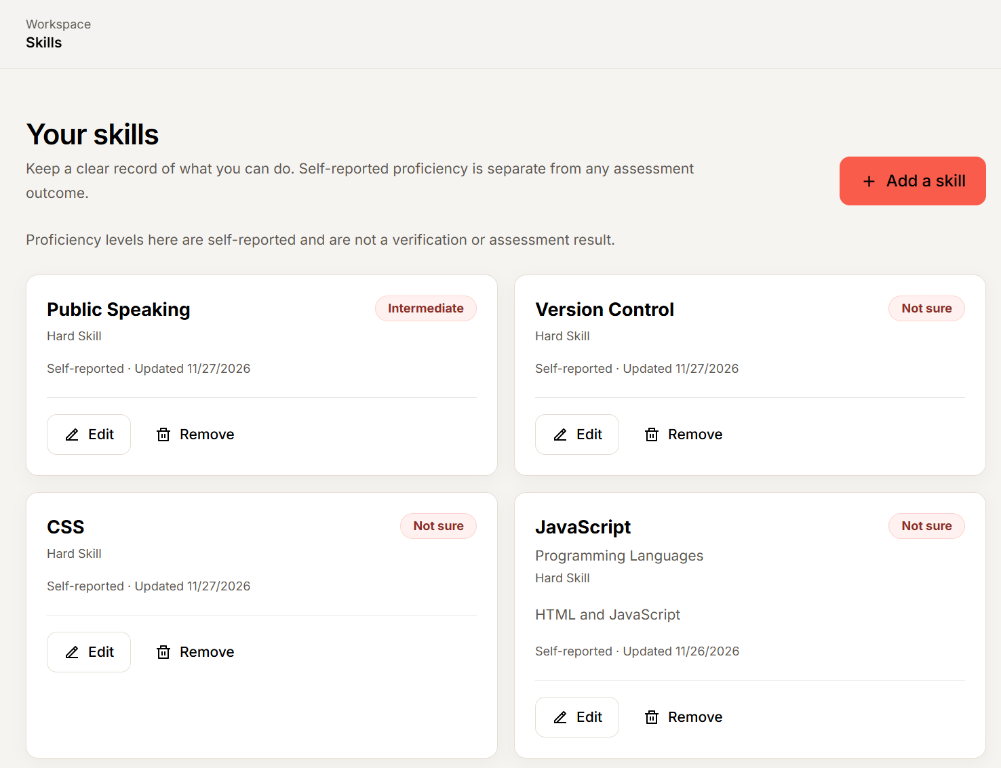 Workspace
Skills
Your skills
Keep a clear record of what you can do. Self-reported proficiency is separate from any assessment
outcome.
+ Add a skill
Proficiency levels here are self-reported and are not a verification or assessment result.
Public Speaking
Intermediate
Hard Skill
Self-reported · Updated 11/27/2026
Edit
Remove
Version Control
Not sure
Hard Skill
Self-reported · Updated 11/27/2026
Edit
Remove
CSS
Not sure
Hard Skill
Self-reported · Updated 11/27/2026
Edit
Remove
JavaScript
Not sure
Programming Languages
Hard Skill
HTML and JavaScript
Self-reported · Updated 11/26/2026
Edit
Remove